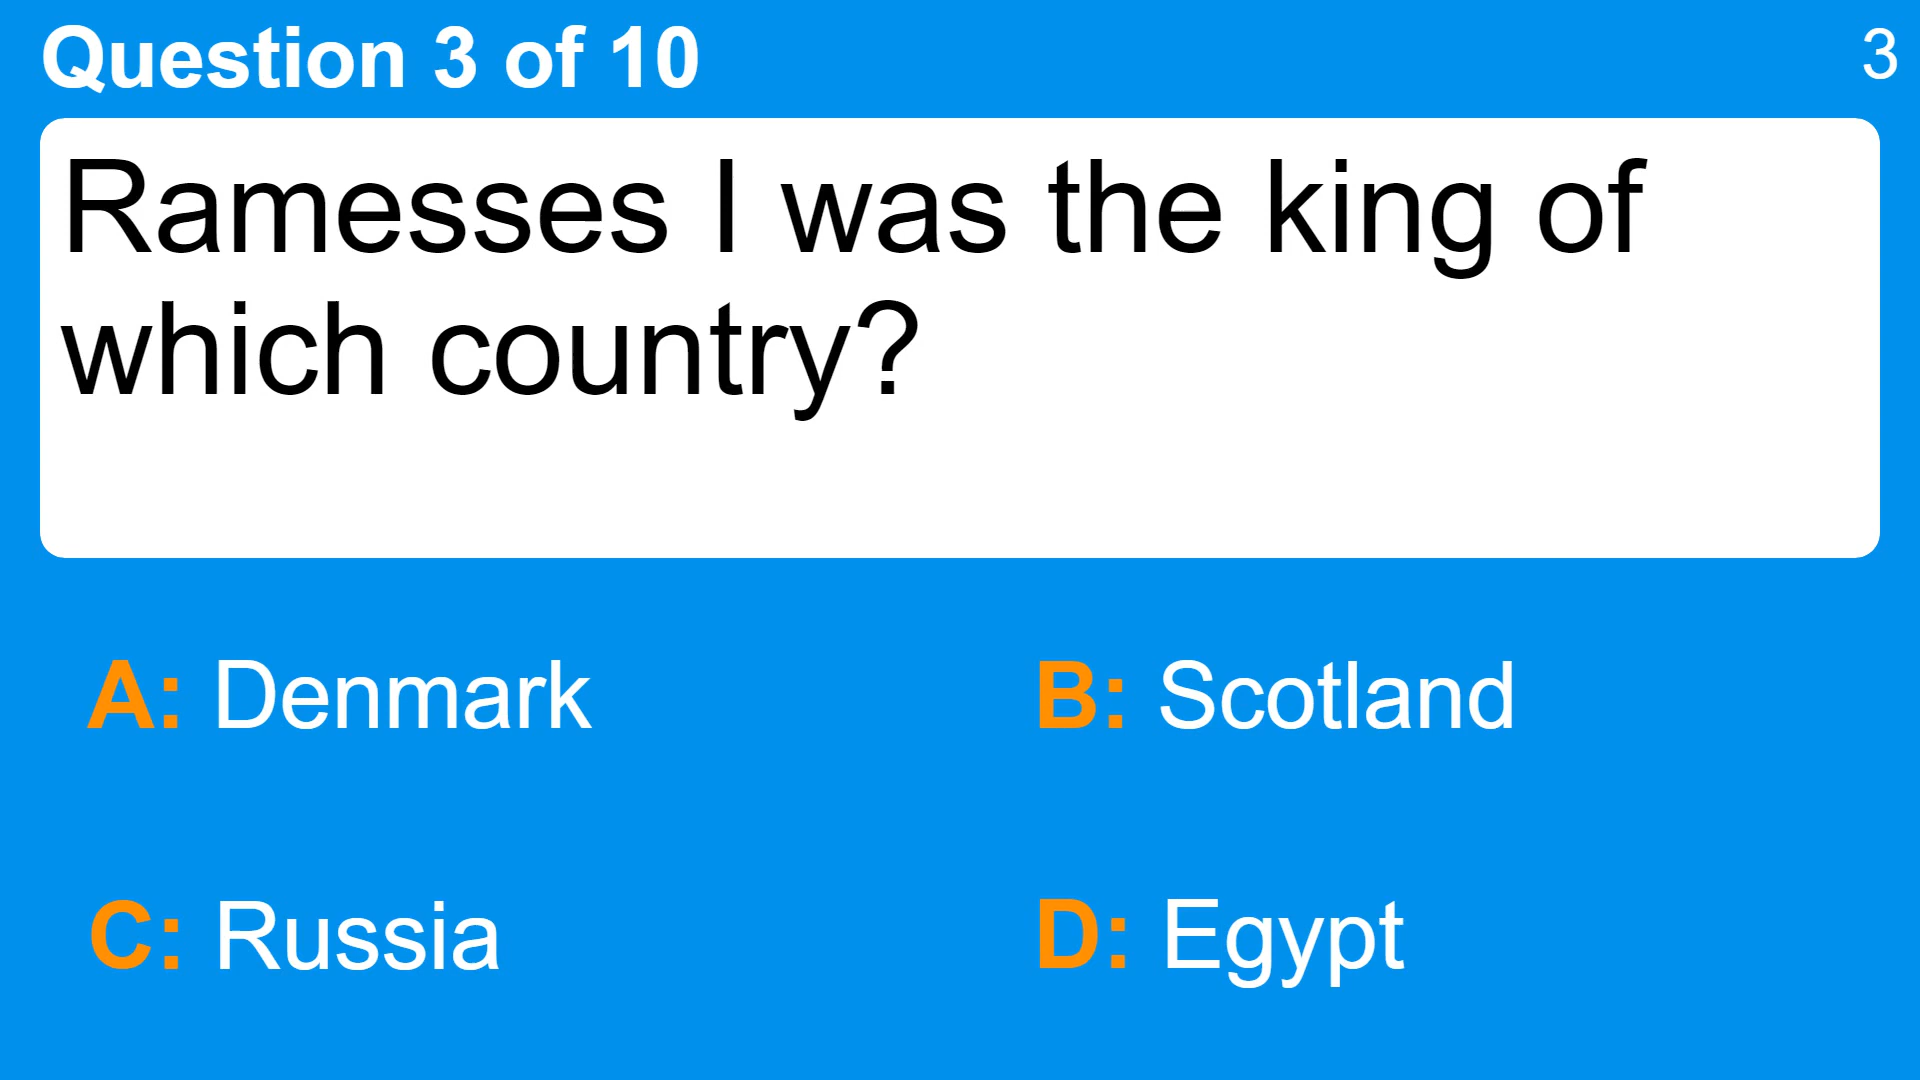 Question 3 of 10
3
Ramesses I was the king of
which country?
A: Denmark
B: Scotland
C: Russia
D: Egypt